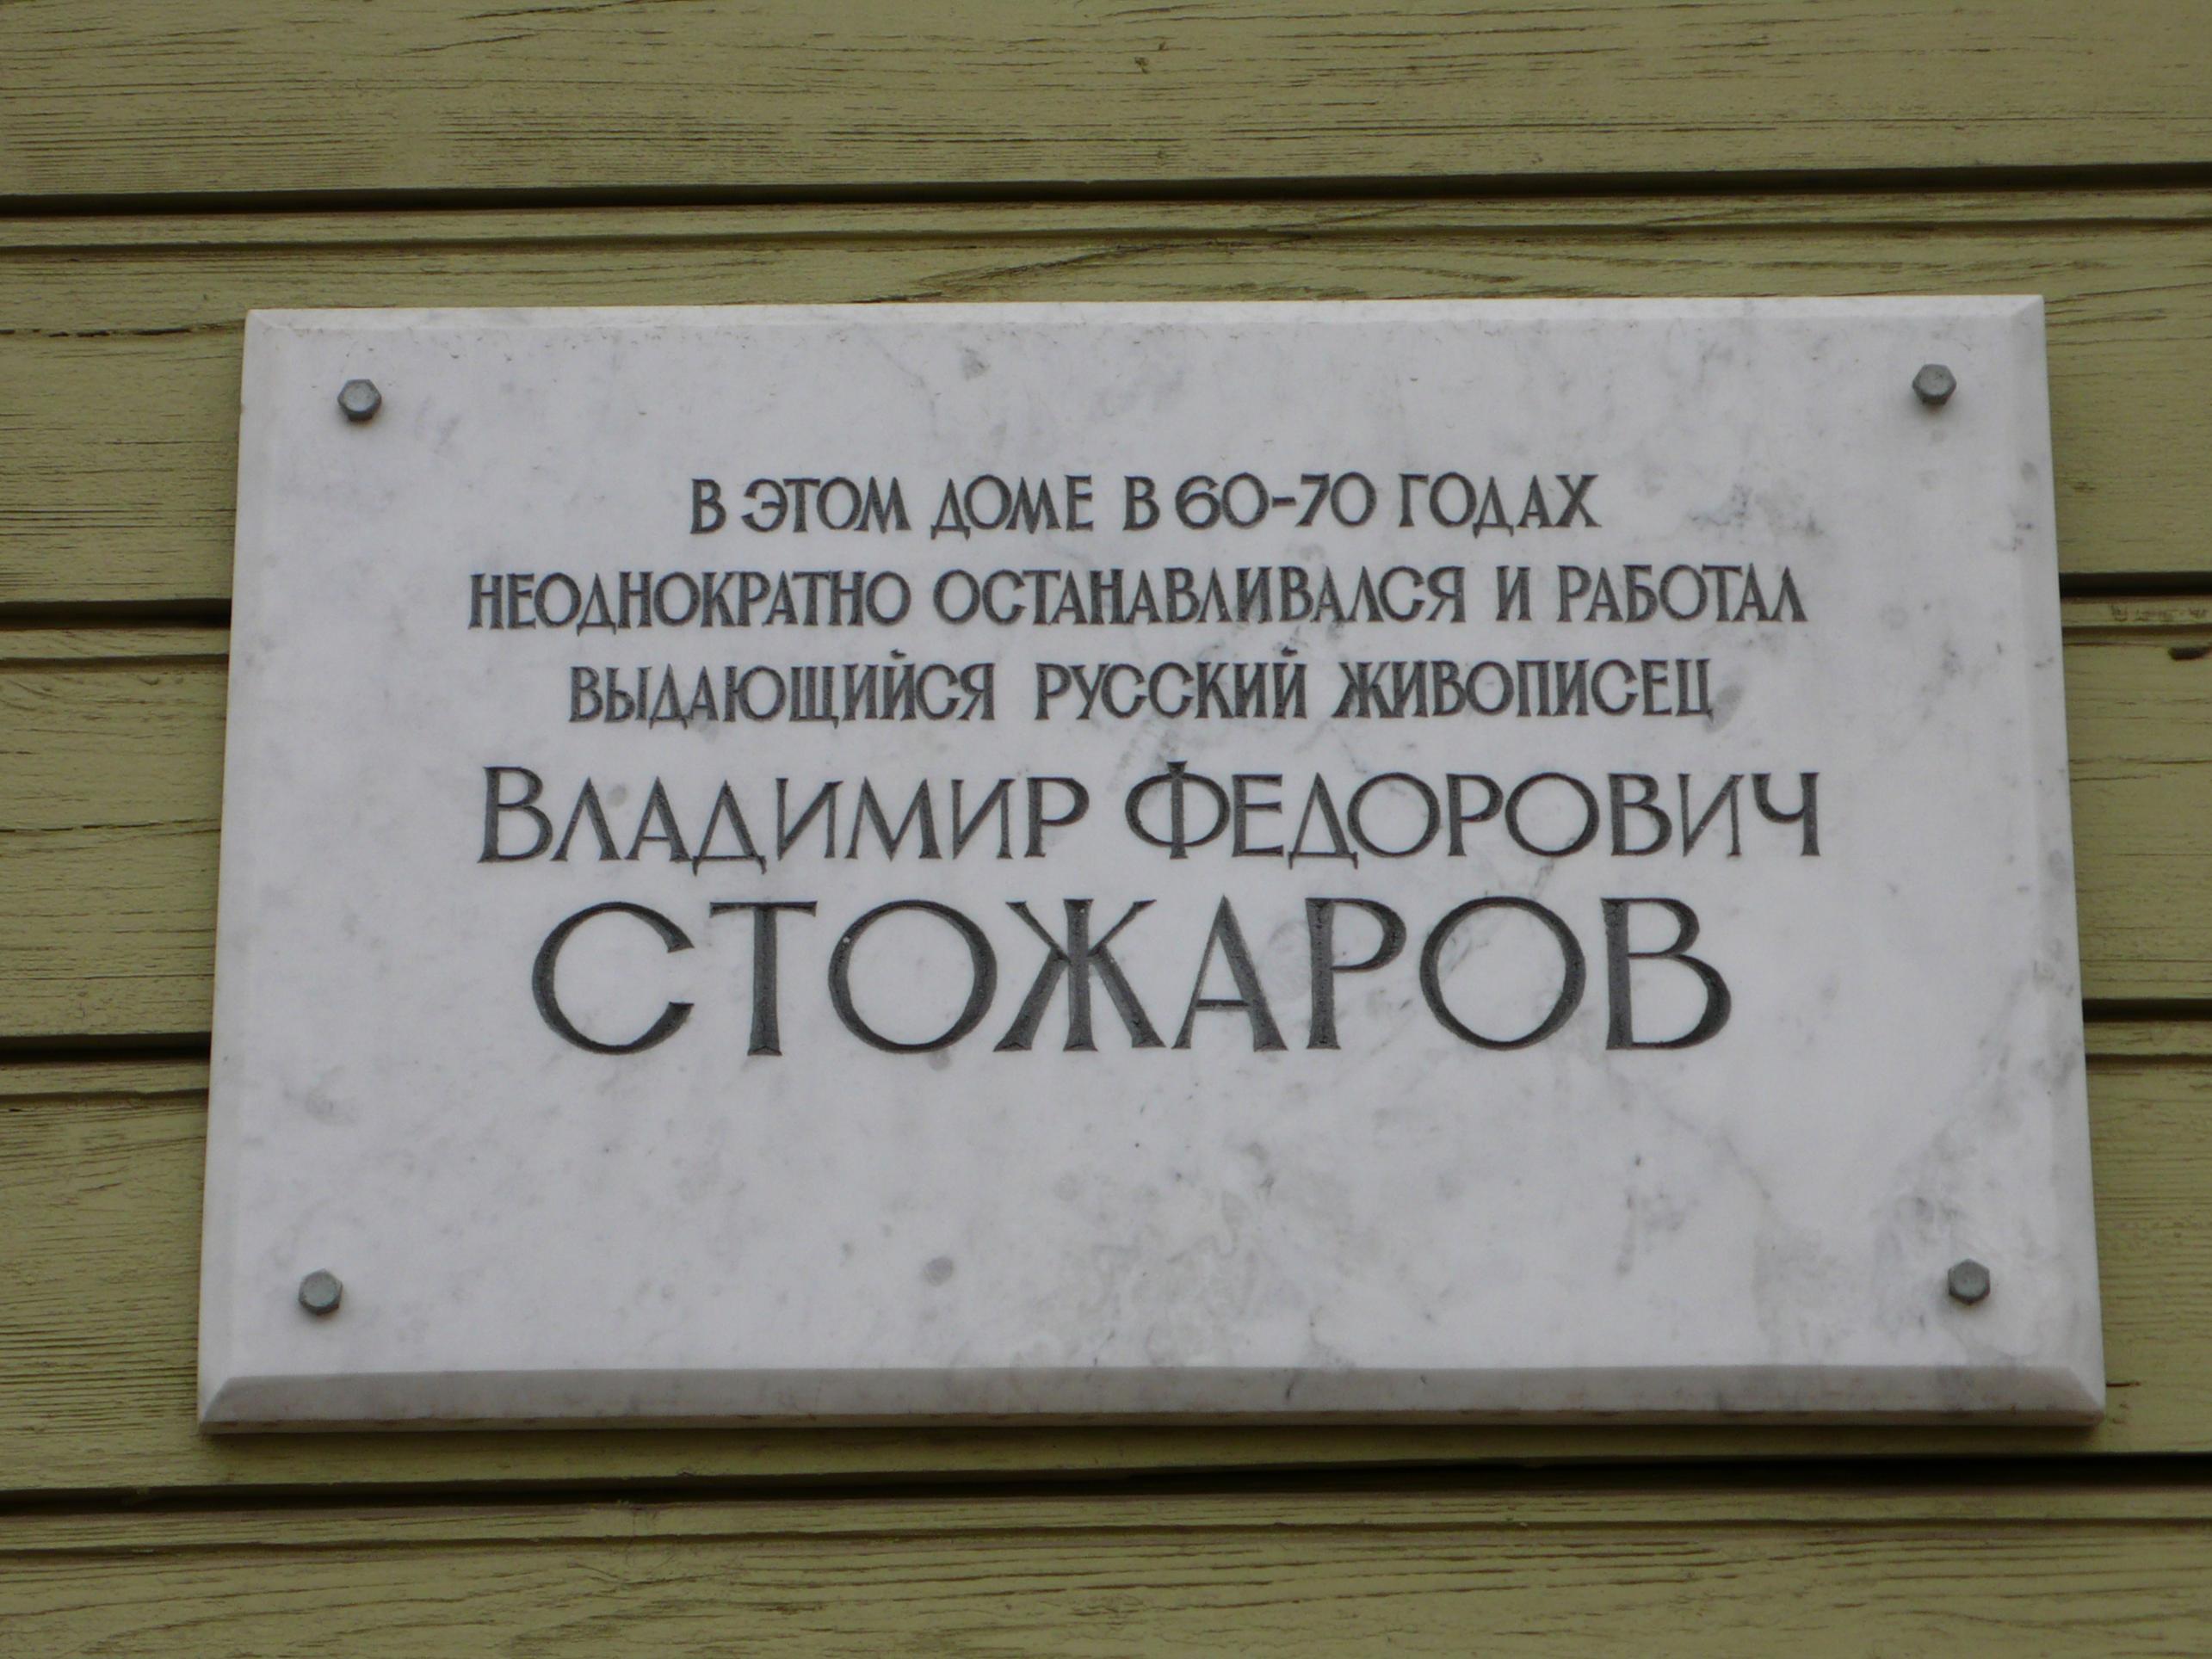 В ЭТОМ ДОМЕ В 60-70 ГОДАХ
НЕОДНОКРАТНО ОСТАНАВЛИВАЛСЯ И РАБОТАЛ
ВЫДАЮЩИЙСЯ РУССКИЙ ЖИВОПИСЕЦ
ВЛАДИМИР ФЕДОРОВИЧ
СТОЖАРОВ